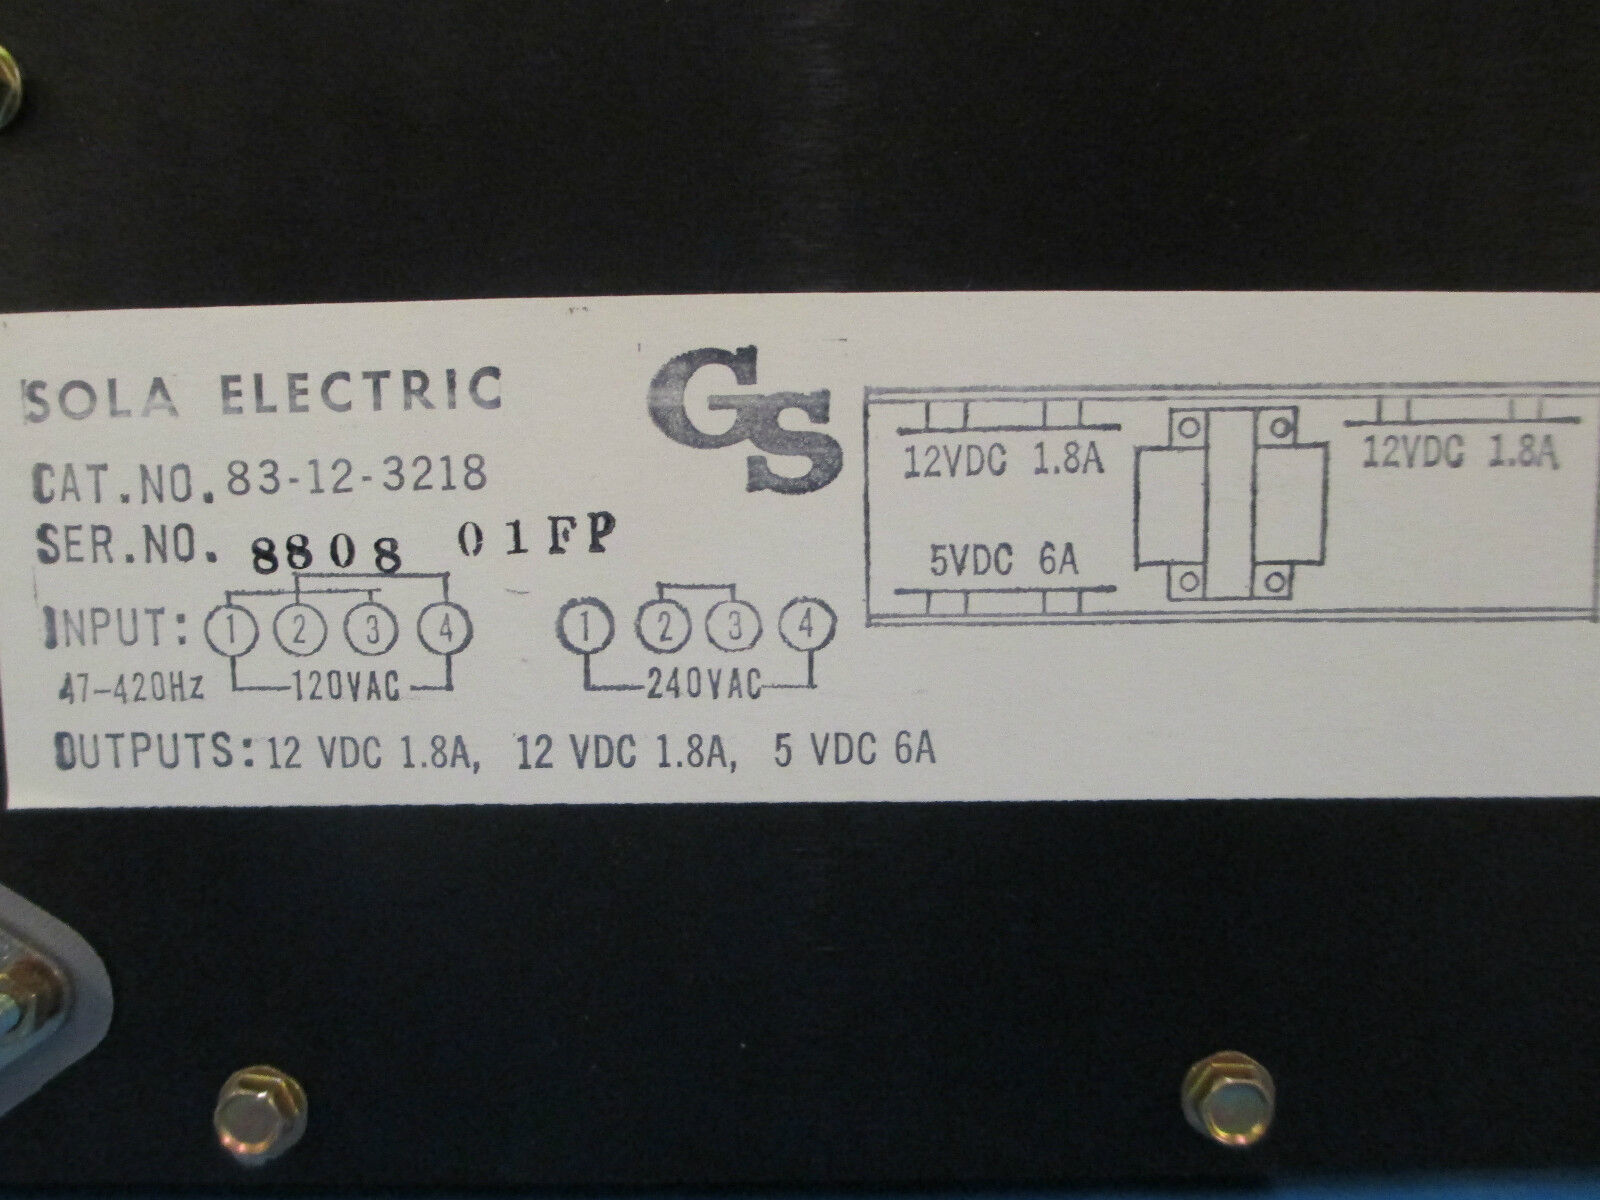 SOLA ELECTRIC
GS
CAT.NO. 83-12-3218
SER.NO. 8808 01FP
INPUT: 1 2 3 4 1 2 3 4
47-420Hz 120VAC 240VAC
OUTPUTS: 12 VDC 1.8A, 12 VDC 1.8A, 5 VDC 6A
12VDC 1.8A
12VDC 1.8A
5VDC 6A